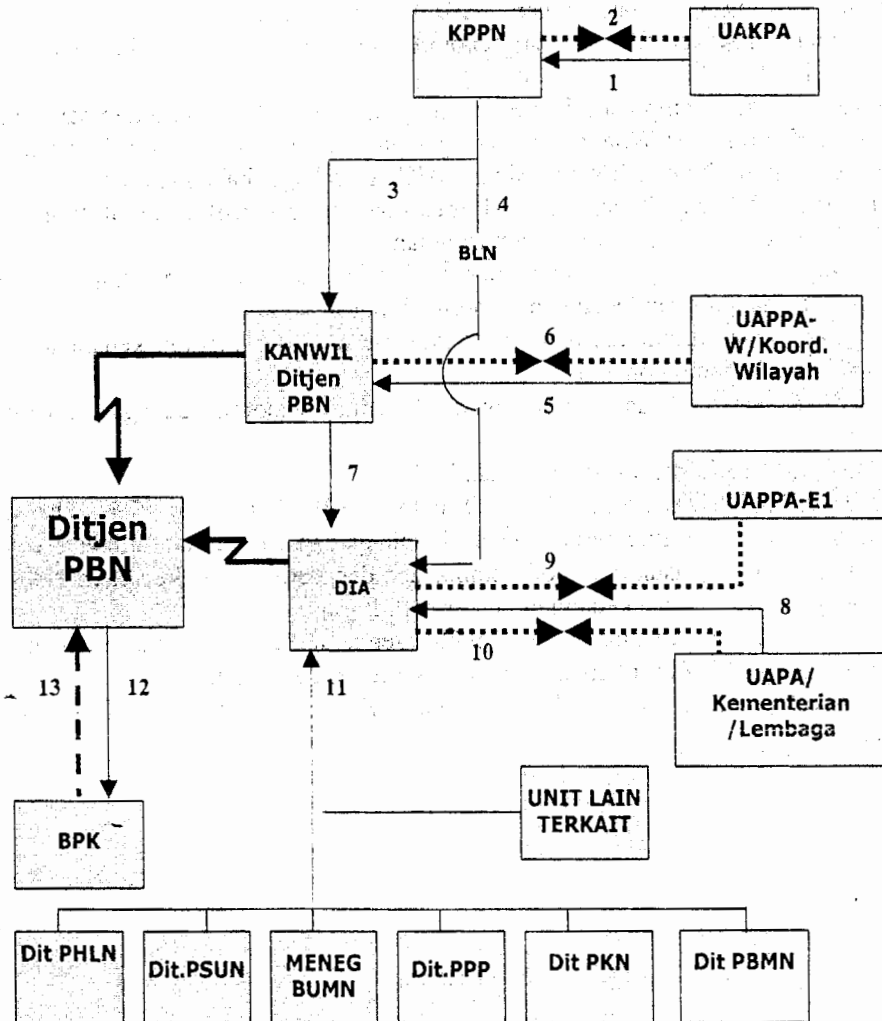 2
KPPN
UAKPA
1
3
4
BLN
KANWIL
Ditjen
PBN
6
UAPPA-
W/Koord.
Wilayah
5
7
UAPPA-E1
Ditjen
PBN
DIA
9
8
10
UAPA/
Kementerian
/Lembaga
13
12
11
UNIT LAIN
TERKAIT
BPK
Dit PHLN
Dit.PSUN
MENEG
BUMN
Dit.PPP
Dit PKN
Dit PBMN